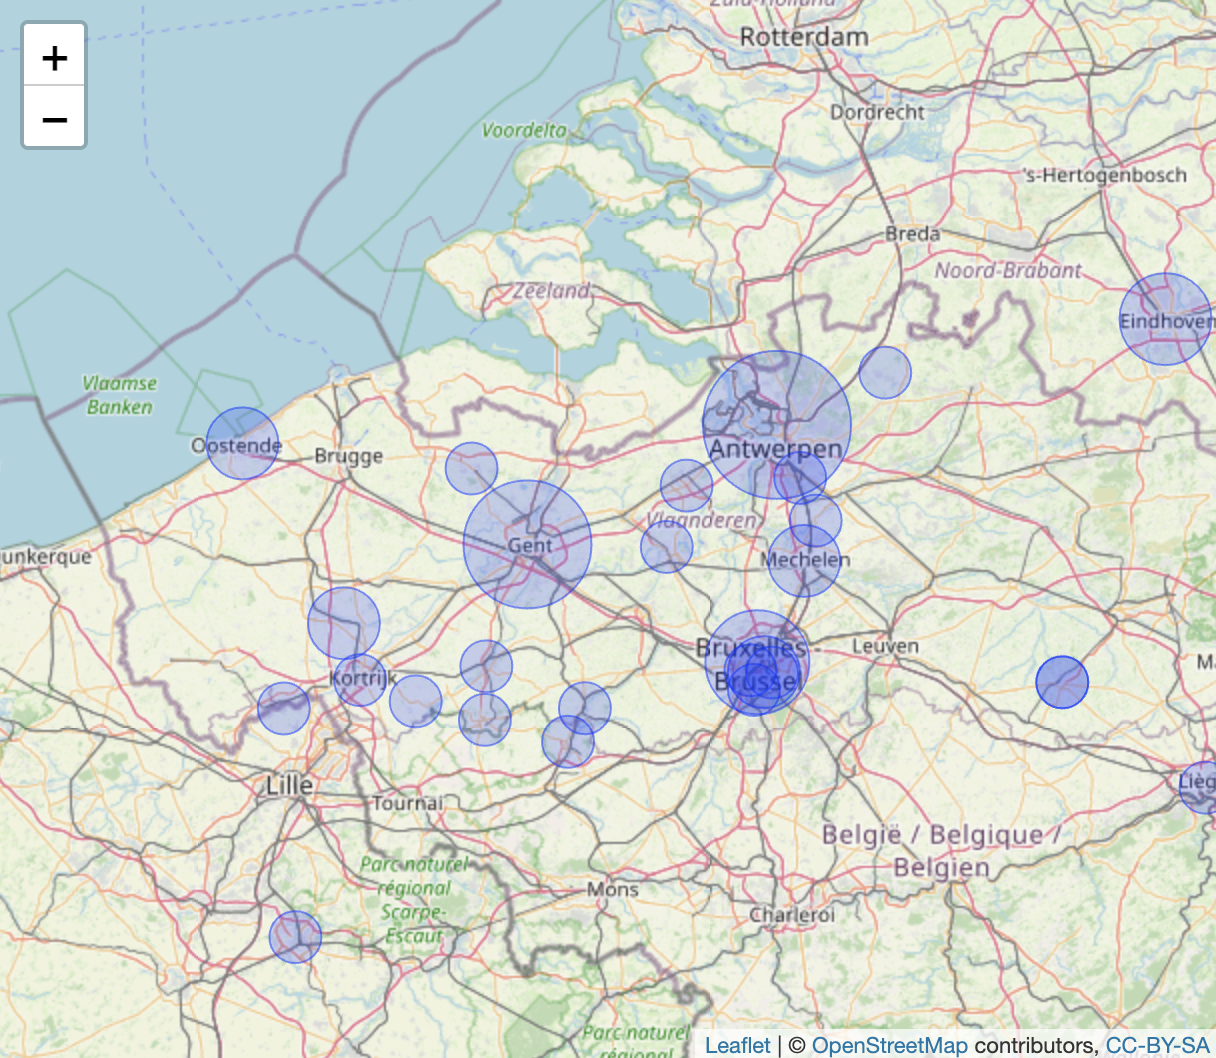 Zuid-Holland
+
−
Rotterdam
Dordrecht
Voordelta
's-Hertogenbosch
Breda
Noord-Brabant
Zeeland
Eindhoven
Vlaamse
Banken
Oostende
Brugge
Antwerpen
Vlaanderen
Gent
unkerque
Mechelen
Bruxelles -
Brussel
Leuven
Ma
Kortrijk
Lille
Tournai
Lièg
België / Belgique /
Belgien
Parc naturel
régional
Scarpe-
Escaut
Mons
Charleroi
Parc naturel
régional
Leaflet | © OpenStreetMap contributors, CC-BY-SA